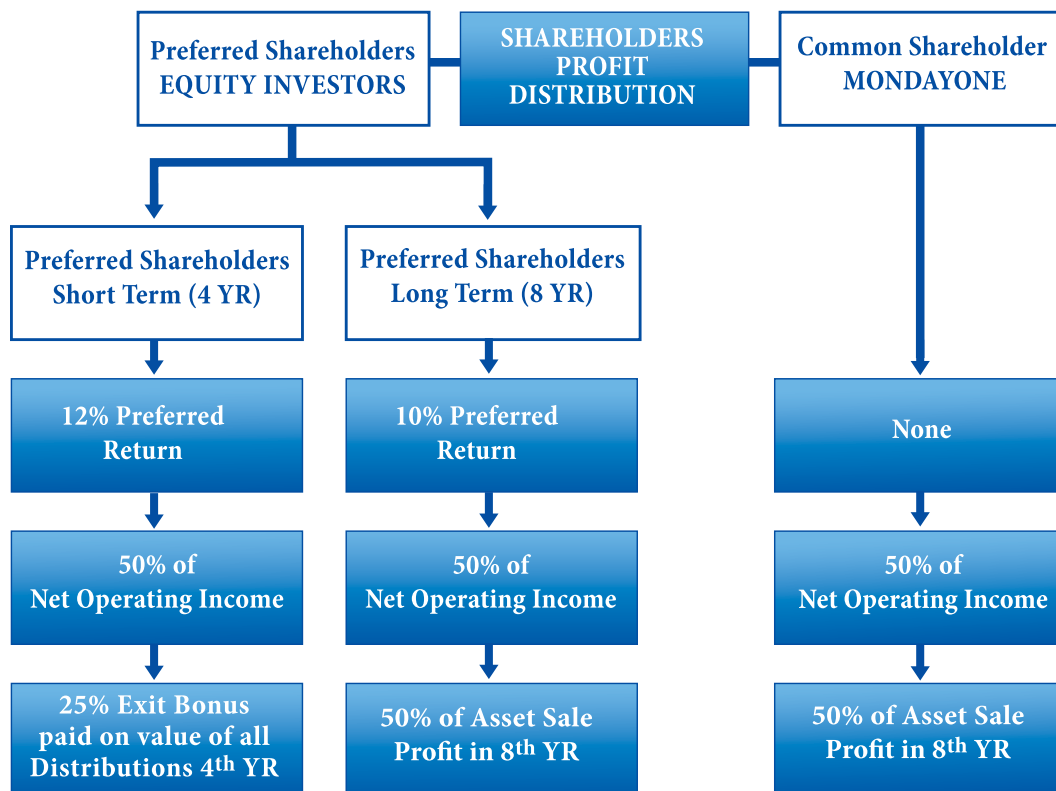 Preferred Shareholders
EQUITY INVESTORS
SHAREHOLDERS
PROFIT
DISTRIBUTION
Common Shareholder
MONDAYONE
Preferred Shareholders
Short Term (4 YR)
Preferred Shareholders
Long Term (8 YR)
12% Preferred
Return
10% Preferred
Return
None
50% of
Net Operating Income
50% of
Net Operating Income
50% of
Net Operating Income
25% Exit Bonus
paid on value of all
Distributions 4th YR
50% of Asset Sale
Profit in 8th YR
50% of Asset Sale
Profit in 8th YR